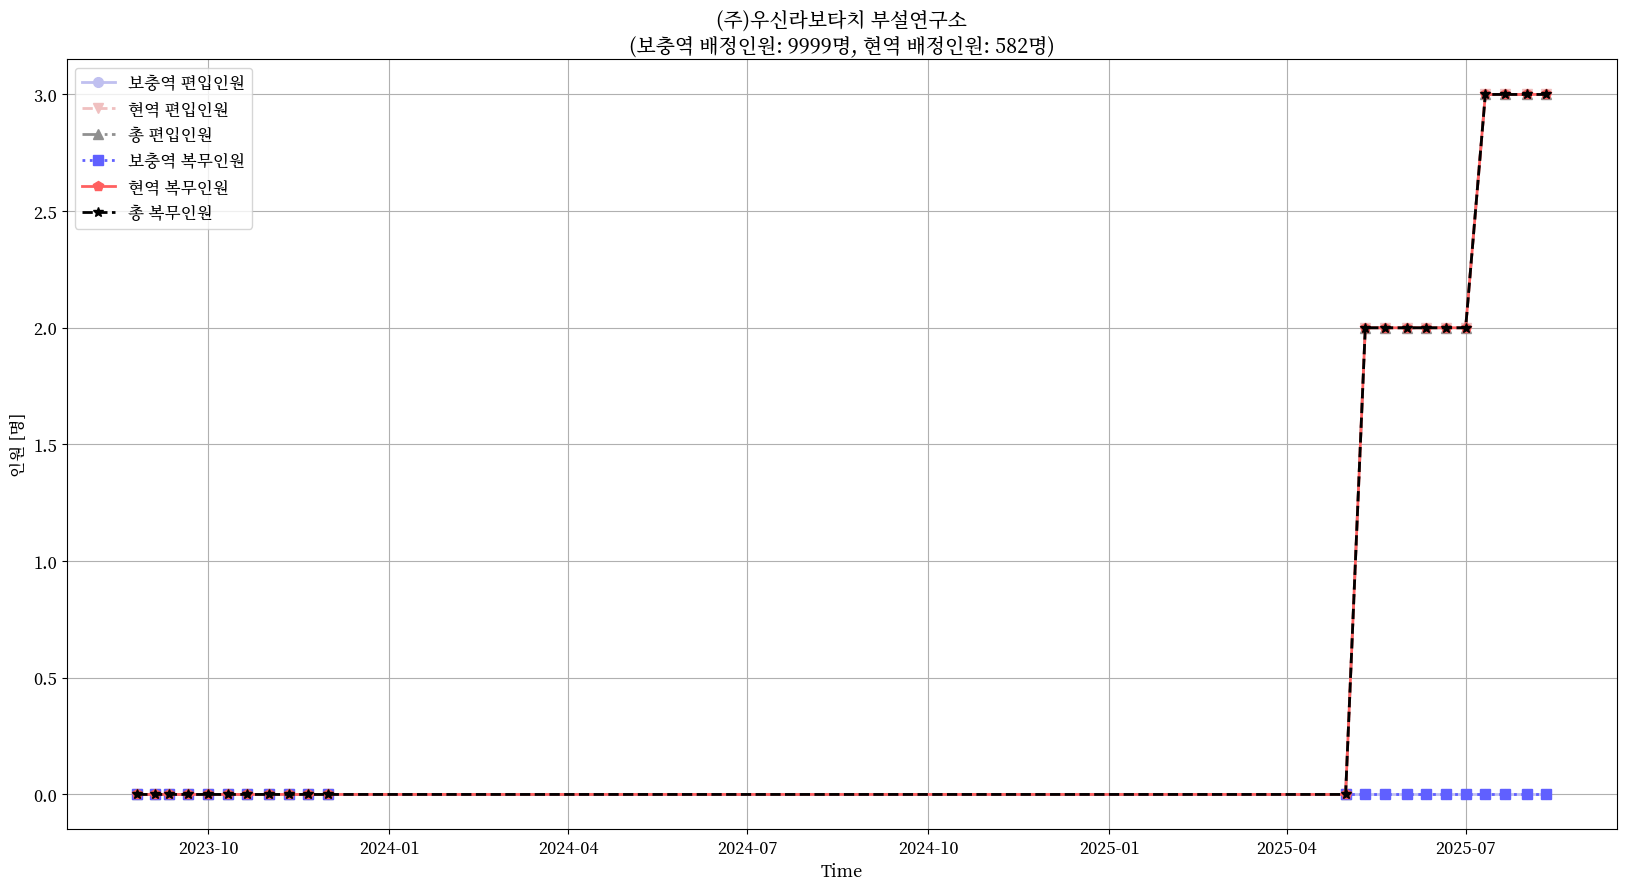 (주)우신라보타치 부설연구소
(보충역 배정인원: 9999명, 현역 배정인원: 582명)
보충역 편입인원
현역 편입인원
총 편입인원
보충역 복무인원
현역 복무인원
총 복무인원
3.0
2.5
2.0
1.5
1.0
0.5
0.0
인원 [명]
2023-10
2024-01
2024-04
2024-07
2024-10
2025-01
2025-04
2025-07
Time